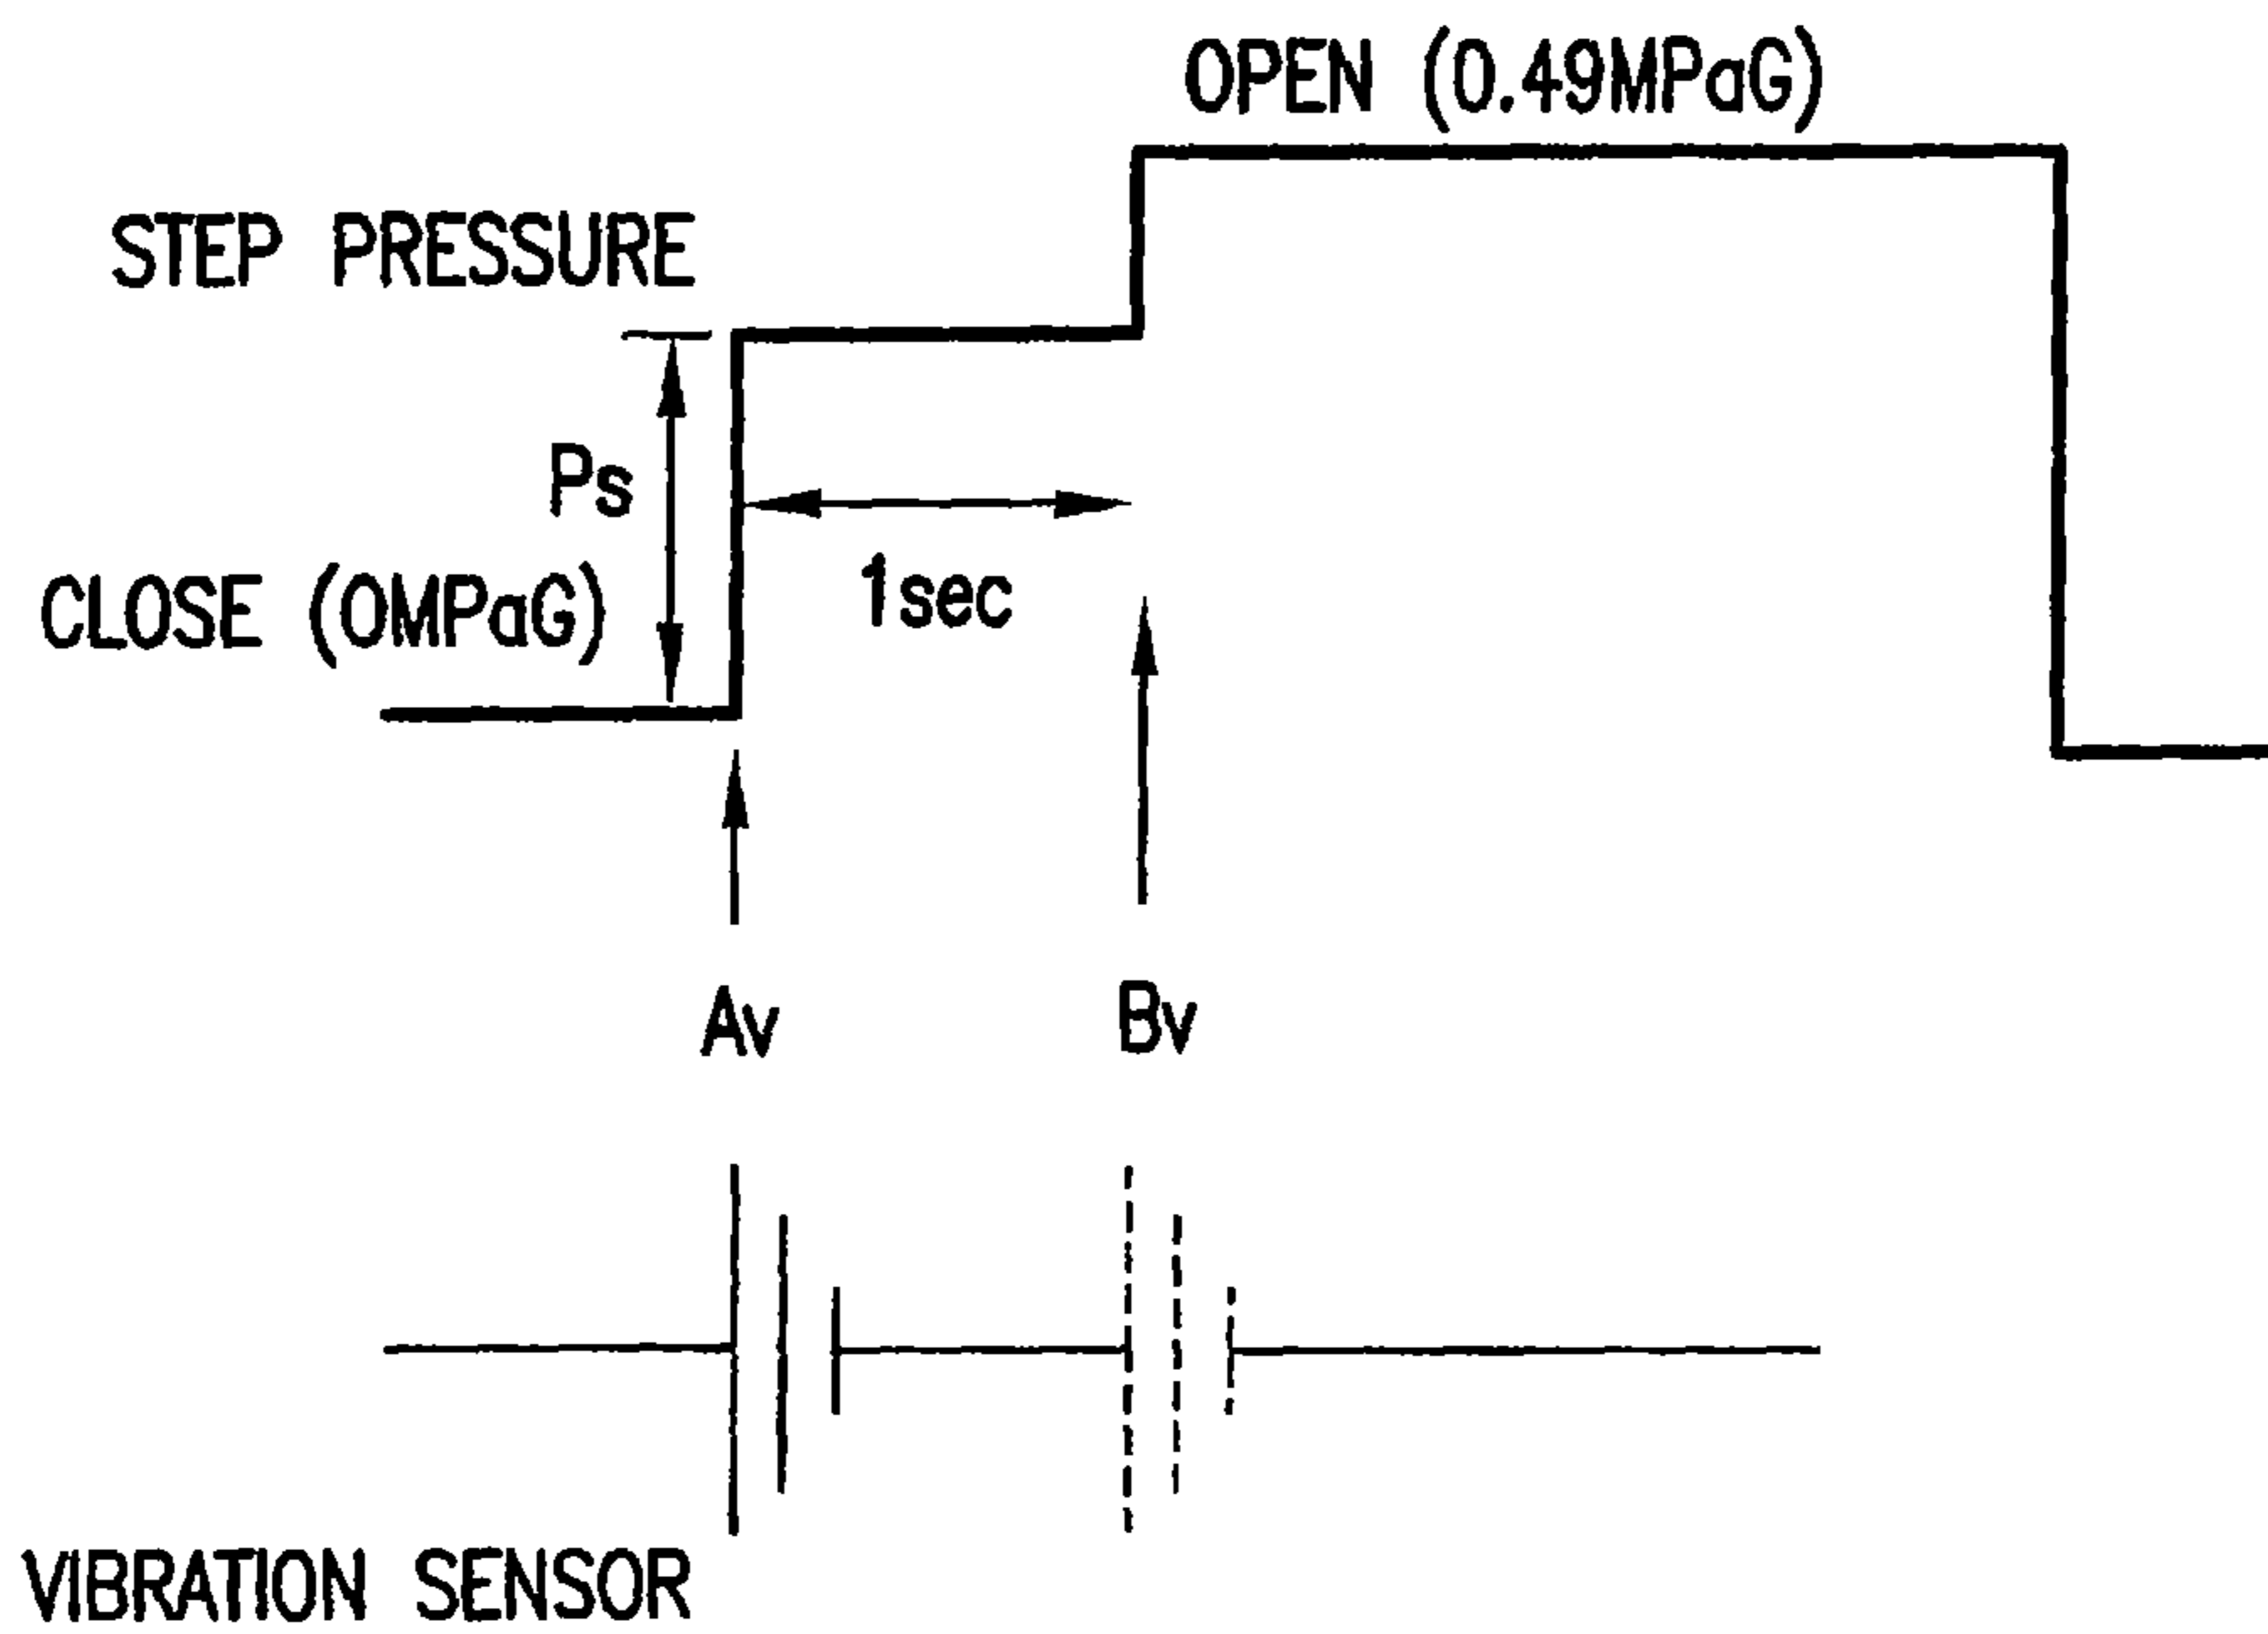 OPEN (0.49MPaG)
STEP PRESSURE
Ps
CLOSE (0MPaG)
1sec
Av
Bv
VIBRATION SENSOR